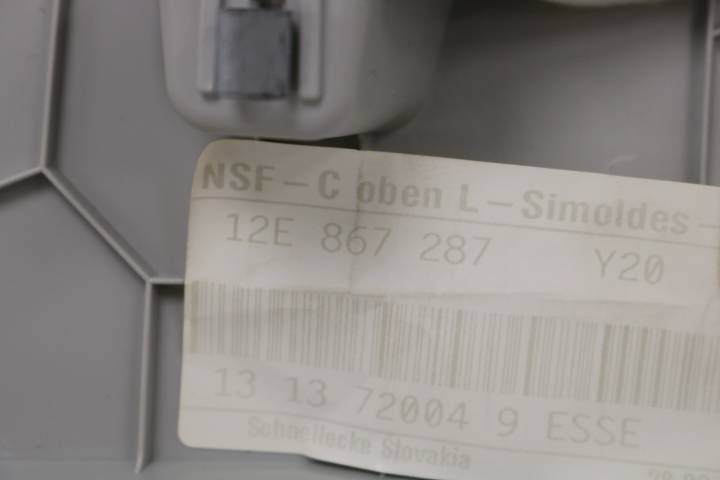 NSF - C oben L - Simoldes -
12E 867 287 Y20
13 13 72004 9 ESSE
Schnellecke Slovakia